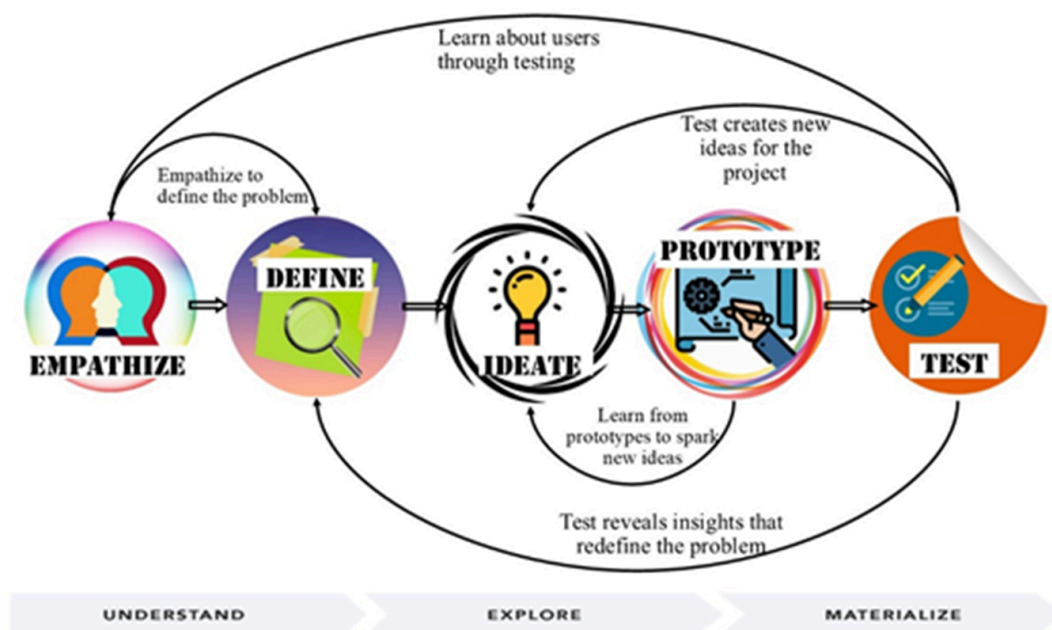 Learn about users
through testing
Test creates new
ideas for the
project
Empathize to
define the problem
EMPATHIZE
DEFINE
IDEATE
PROTOTYPE
TEST
Learn from
prototypes to spark
new ideas
Test reveals insights that
redefine the problem
UNDERSTAND
EXPLORE
MATERIALIZE